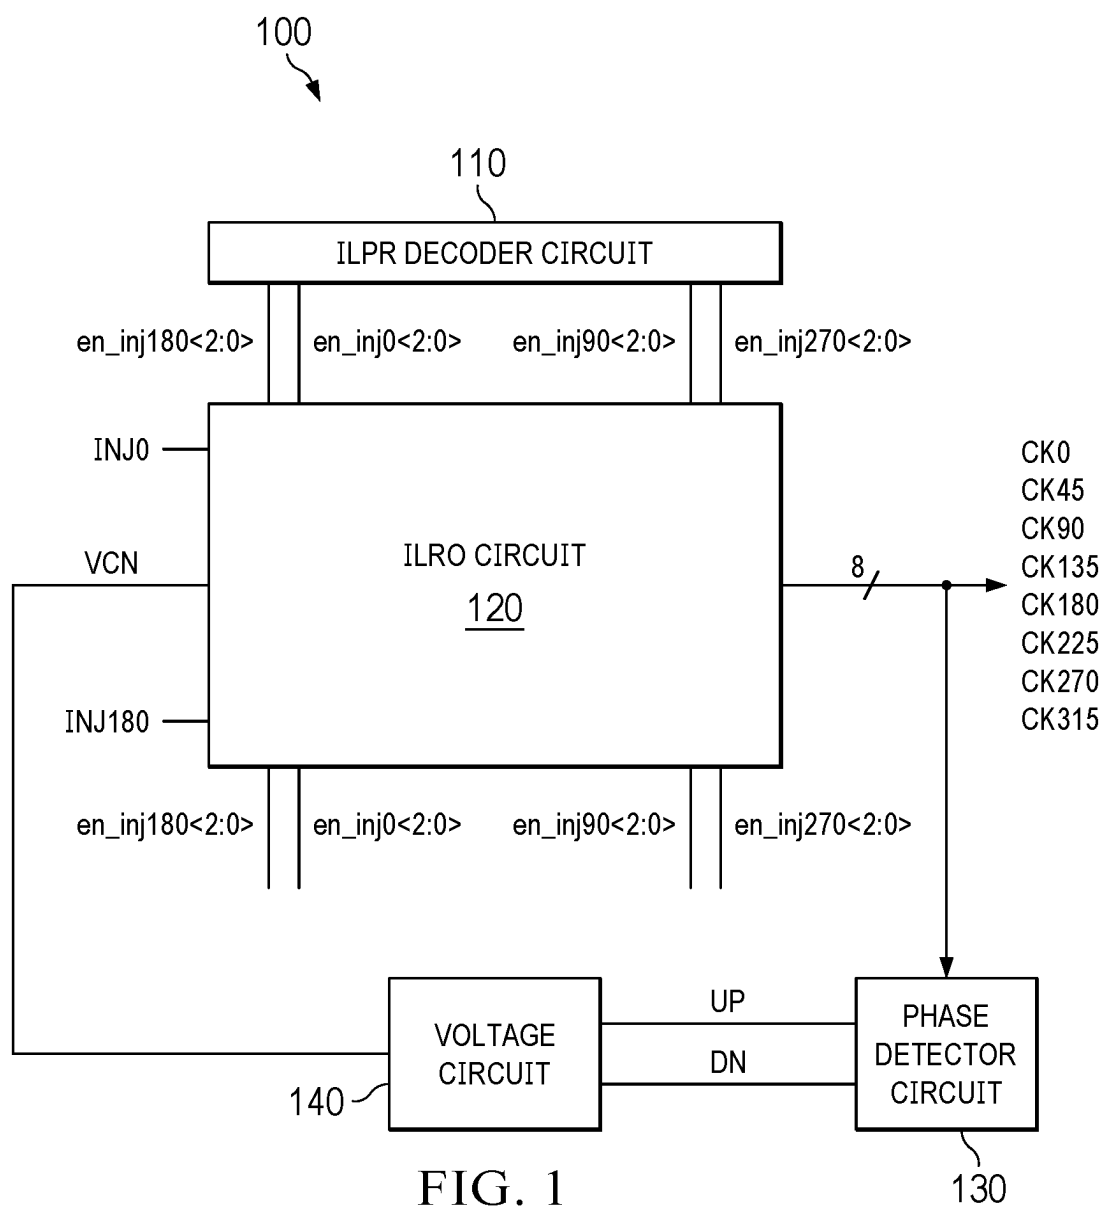 100
110
ILPR DECODER CIRCUIT
en_inj180<2:0> en_inj0<2:0> en_inj90<2:0> en_inj270<2:0>
INJ0
CK0
CK45
CK90
CK135
CK180
CK225
CK270
CK315
ILRO CIRCUIT
120
VCN
8
INJ180
en_inj180<2:0> en_inj0<2:0> en_inj90<2:0> en_inj270<2:0>
VOLTAGE
CIRCUIT
140
UP
DN
PHASE
DETECTOR
CIRCUIT
130
FIG. 1